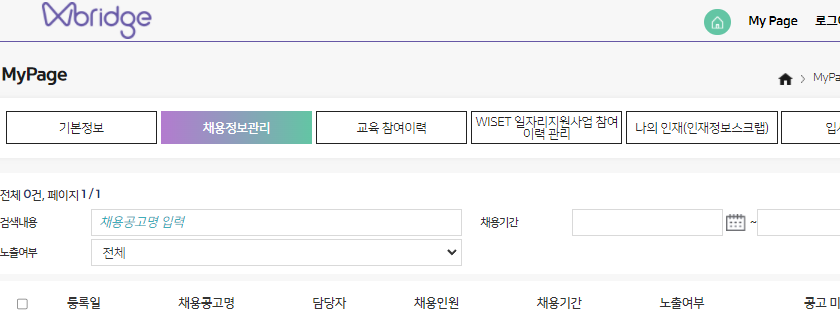 Wbridge
My Page
MyPage
기본정보
채용정보관리
교육 참여이력
WISET 일자리지원사업 참여
이력 관리
나의 인재(인재정보스크랩)
전체 0건, 페이지 1 / 1
검색내용
채용공고명 입력
채용기간
~
노출여부
전체
등록일
채용공고명
담당자
채용인원
채용기간
노출여부
공고